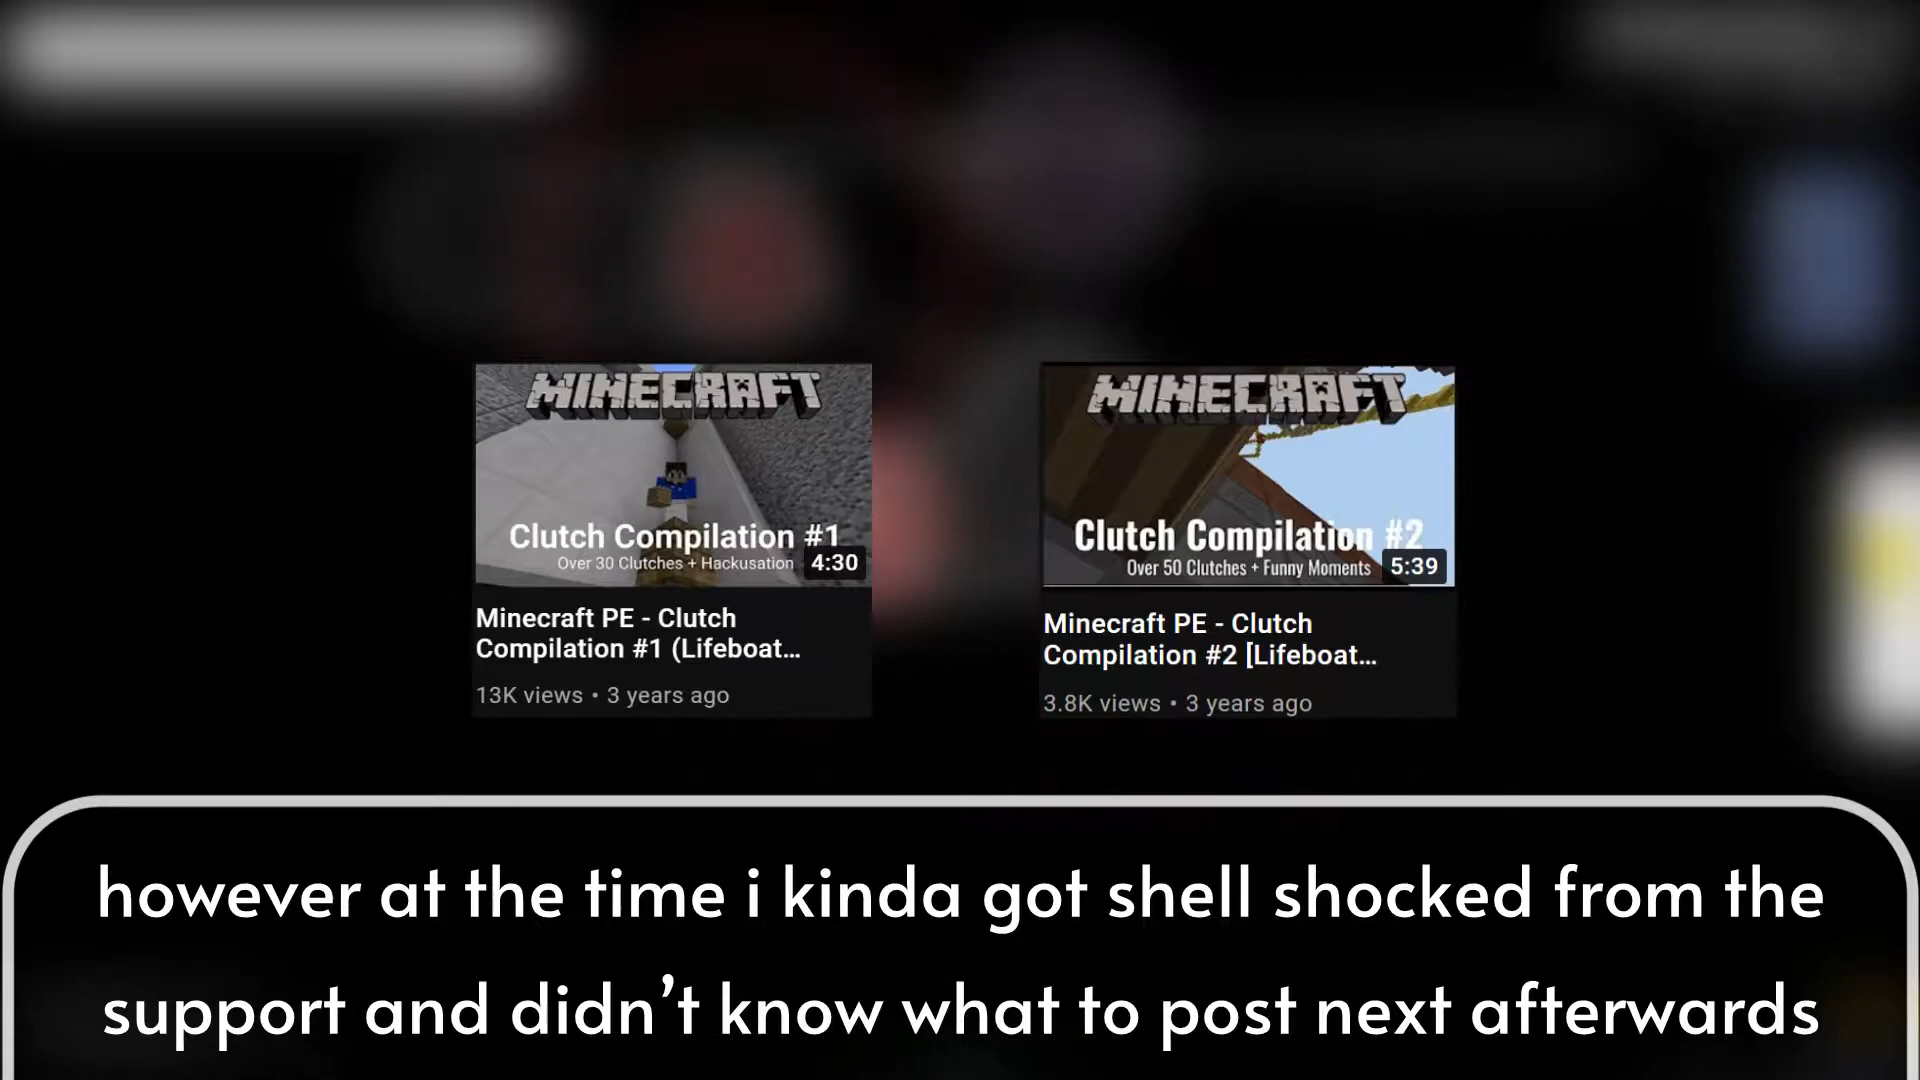 MINECRAFT
Clutch Compilation #1
Over 30 Clutches + Hackusation
4:30
Minecraft PE - Clutch
Compilation #1 (Lifeboat...
13K views • 3 years ago
MINECRAFT
Clutch Compilation #2
Over 50 Clutches + Funny Moments
5:39
Minecraft PE - Clutch
Compilation #2 [Lifeboat...
3.8K views • 3 years ago
however at the time i kinda got shell shocked from the
support and didn’t know what to post next afterwards